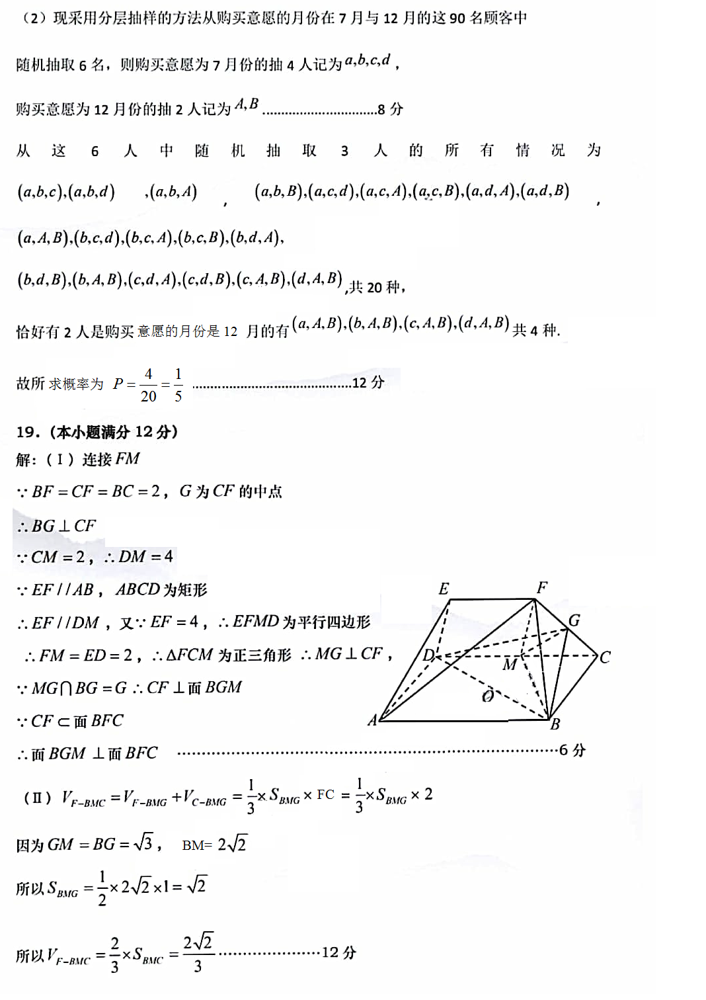 （2）现采用分层抽样的方法从购买意愿的月份在 7 月与 12 月的这 90 名顾客中
随机抽取 6 名，则购买意愿为 7 月份的抽 4 人记为 a,b,c,d ，
购买意愿为 12 月份的抽 2 人记为 A,B ...............................8 分
从 这 6 人 中 随 机 抽 取 3 人 的 所 有 情 况 为
(a,b,c),(a,b,d) ,(a,b,A) ， (a,b,B),(a,c,d),(a,c,A),(a,c,B),(a,d,A),(a,d,B) ，
(a,A,B),(b,c,d),(b,c,A),(b,c,B),(b,d,A),
(b,d,B),(b,A,B),(c,d,A),(c,d,B),(c,A,B),(d,A,B) ,共 20 种，
恰好有 2 人是购买意愿的月份是 12 月的有 (a,A,B),(b,A,B),(c,A,B),(d,A,B) 共 4 种.
故所求概率为 P = 4/20 = 1/5 ..........................................12 分
19.（本小题满分 12 分）
解：（Ⅰ）连接 FM
∵ BF = CF = BC = 2，G 为 CF 的中点
∴ BG ⊥ CF
∵ CM = 2，∴ DM = 4
∵ EF / / AB，ABCD 为矩形
∴ EF / / DM ，又∵ EF = 4，∴ EFMD 为平行四边形
∴ FM = ED = 2，∴ ΔFCM 为正三角形 ∴ MG ⊥ CF ，
∵ MG ⋂ BG = G ∴ CF ⊥ 面 BGM
∵ CF ⊂ 面 BFC
∴ 面 BGM ⊥ 面 BFC ·······································6 分
E
F
G
D
M
C
O
A
B
（Ⅱ）V_{F-BMC} = V_{F-BMG} + V_{C-BMG} = 1/3 × S_{BMG} × FC = 1/3 × S_{BMG} × 2
因为 GM = BG = √3， BM= 2√2
所以 S_{BMG} = 1/2 × 2√2 × 1 = √2
所以 V_{F-BMC} = 2/3 × S_{BMC} = 2√2/3 ·····················12 分